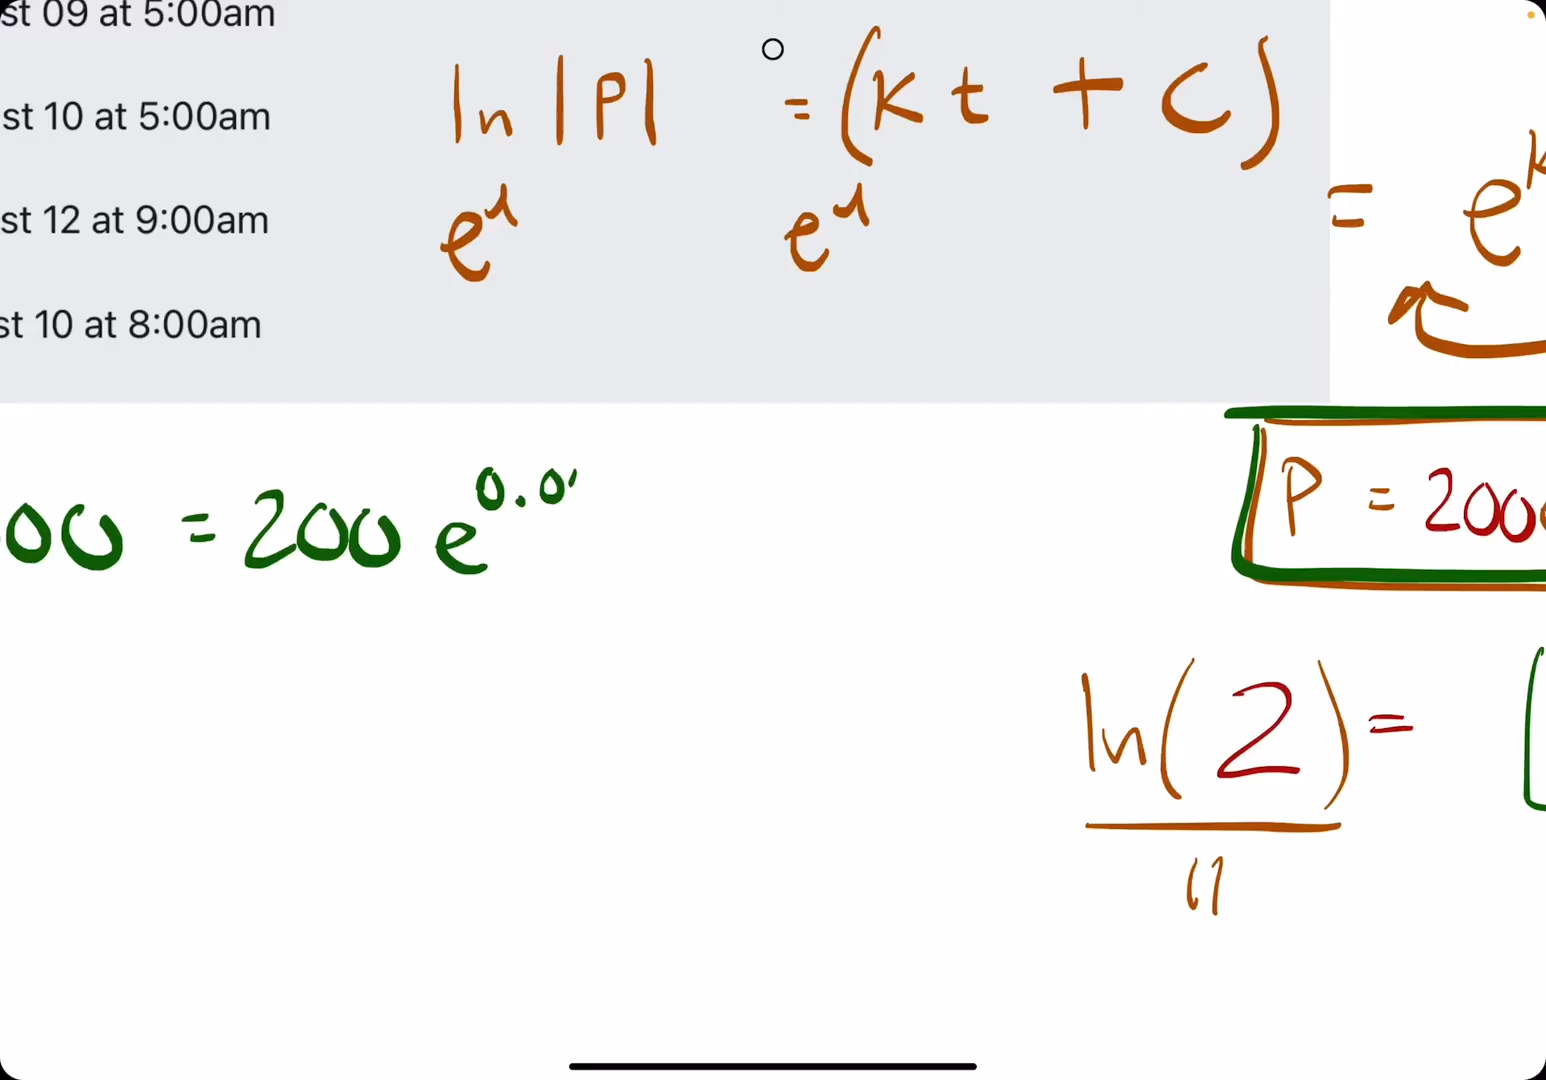 st 09 at 5:00am
st 10 at 5:00am
st 12 at 9:00am
st 10 at 8:00am
ln |P| = (kt + C)
e e
= e^k
00 = 200 e^0.0
P = 200
ln(2) =
11